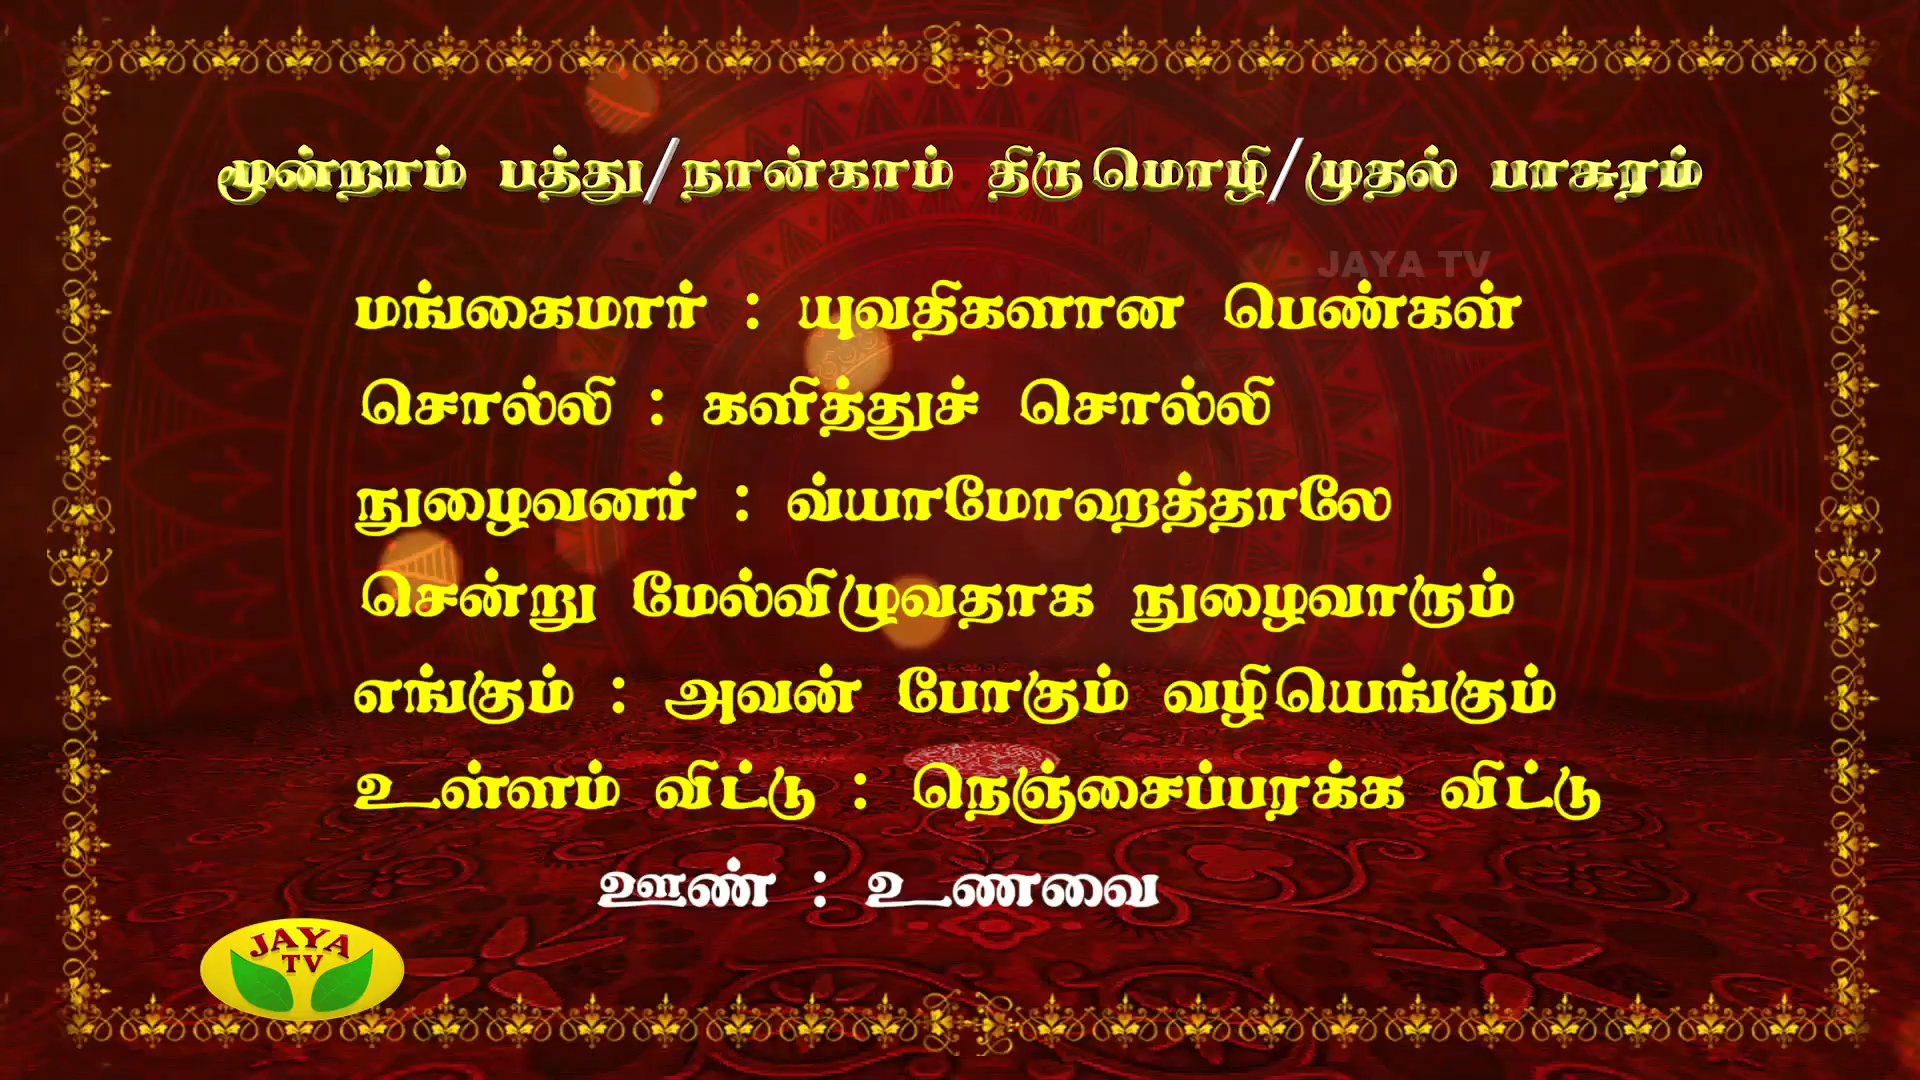 மூன்றாம் பத்து/நான்காம் திருமொழி/முதல் பாசுரம்
JAYA TV
மங்கைமார் : யுவதிகளான பெண்கள்
சொல்லி : களித்துச் சொல்லி
நுழைவனர் : வ்யாமோஹத்தாலே
சென்று மேல்விழுவதாக நுழைவாரும்
எங்கும் : அவன் போகும் வழியெங்கும்
உள்ளம் விட்டு : நெஞ்சைப்பரக்க விட்டு
ஊண் : உணவை
JAYA
TV